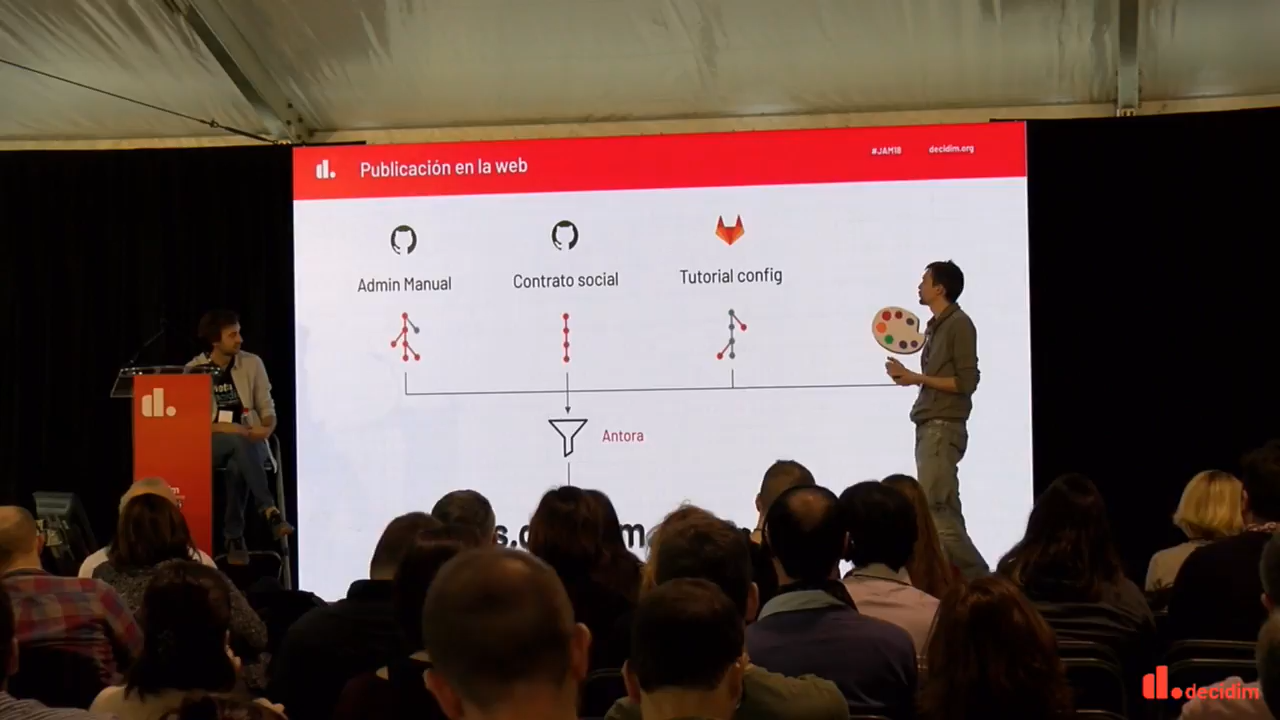 Publicación en la web
#JAM18
decidim.org
Admin Manual
Contrato social
Tutorial config
Antora
decidim